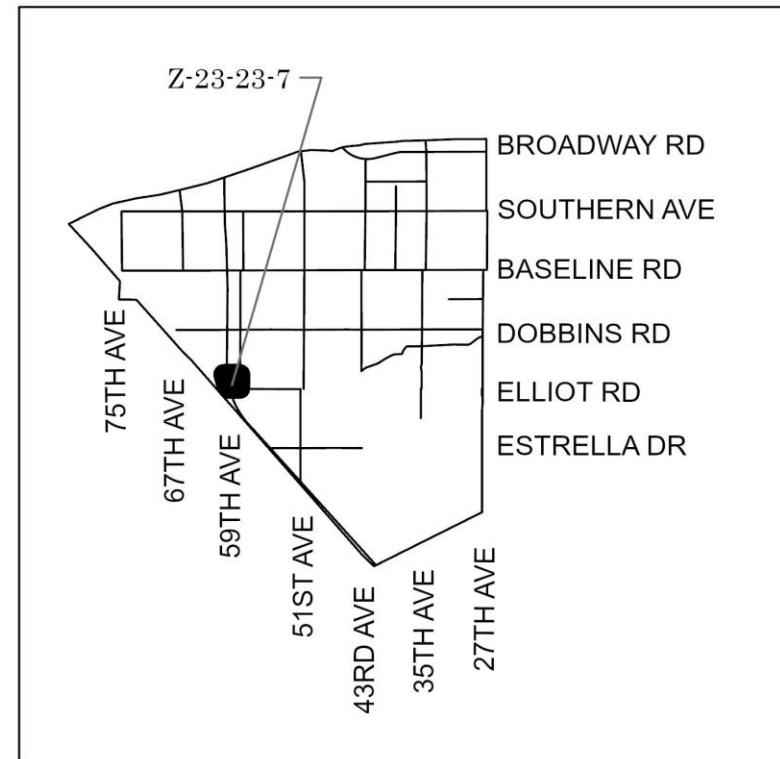 Z-23-23-7
BROADWAY RD
SOUTHERN AVE
BASELINE RD
DOBBINS RD
ELLIOT RD
ESTRELLA DR
75TH AVE
67TH AVE
59TH AVE
51ST AVE
43RD AVE
35TH AVE
27TH AVE